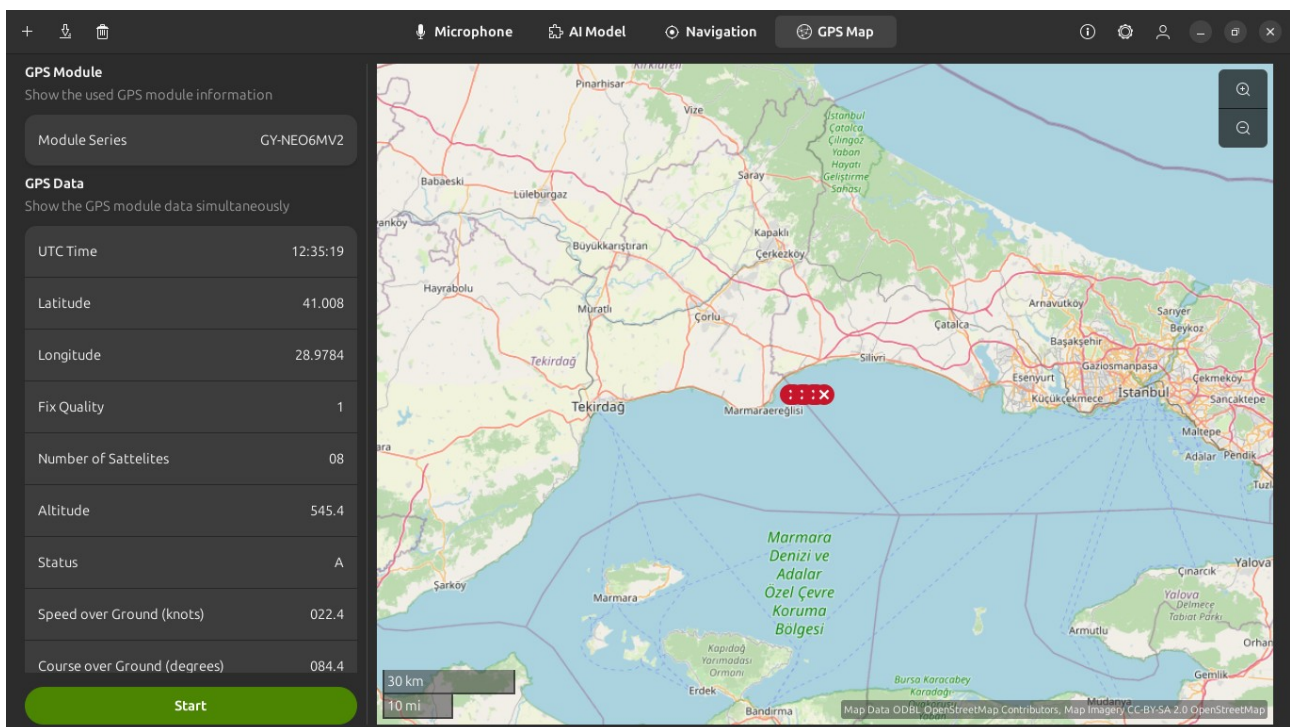 Microphone
AI Model
Navigation
GPS Map
GPS Module
Show the used GPS module information
Module Series GY-NEO6MV2
GPS Data
Show the GPS module data simultaneously
UTC Time 12:35:19
Latitude 41.008
Longitude 28.9784
Fix Quality 1
Number of Sattelites 08
Altitude 545.4
Status A
Speed over Ground (knots) 022.4
Course over Ground (degrees) 084.4
Start
Kırklareli
Pınarhisar
Vize
İstanbul
Çatalca
Çilingoz
Yaban
Hayatı
Geliştirme
Sahası
Babaeski
Lüleburgaz
Saray
Büyükkarıştıran
Kapaklı
Çerkezköy
Hayrabolu
Muratlı
Çorlu
Arnavutköy
Sarıyer
Beykoz
Çatalca
Başakşehir
Silivri
Tekirdağ
Gaziosmanpaşa
Esenyurt
Çekmeköy
Küçükçekmece
İstanbul
Sancaktepe
Tekirdağ
Marmaraereğlisi
Maltepe
Adalar
Pendik
Tuzl
Marmara
Denizi ve
Adalar
Özel Çevre
Koruma
Bölgesi
Şarköy
Marmara
Çınarcık
Yalova
Yalova
Delmece
Tabiat Parkı
Armutlu
Orhan
Kapıdağ
Yarımadası
Ormanı
Gemlik
30 km
10 mi
Erdek
Bandırma
Bursa Karacabey
Karadağı
Mudanya
Map Data ODBL OpenStreetMap Contributors, Map Imagery CC-BY-SA 2.0 OpenStreetMap